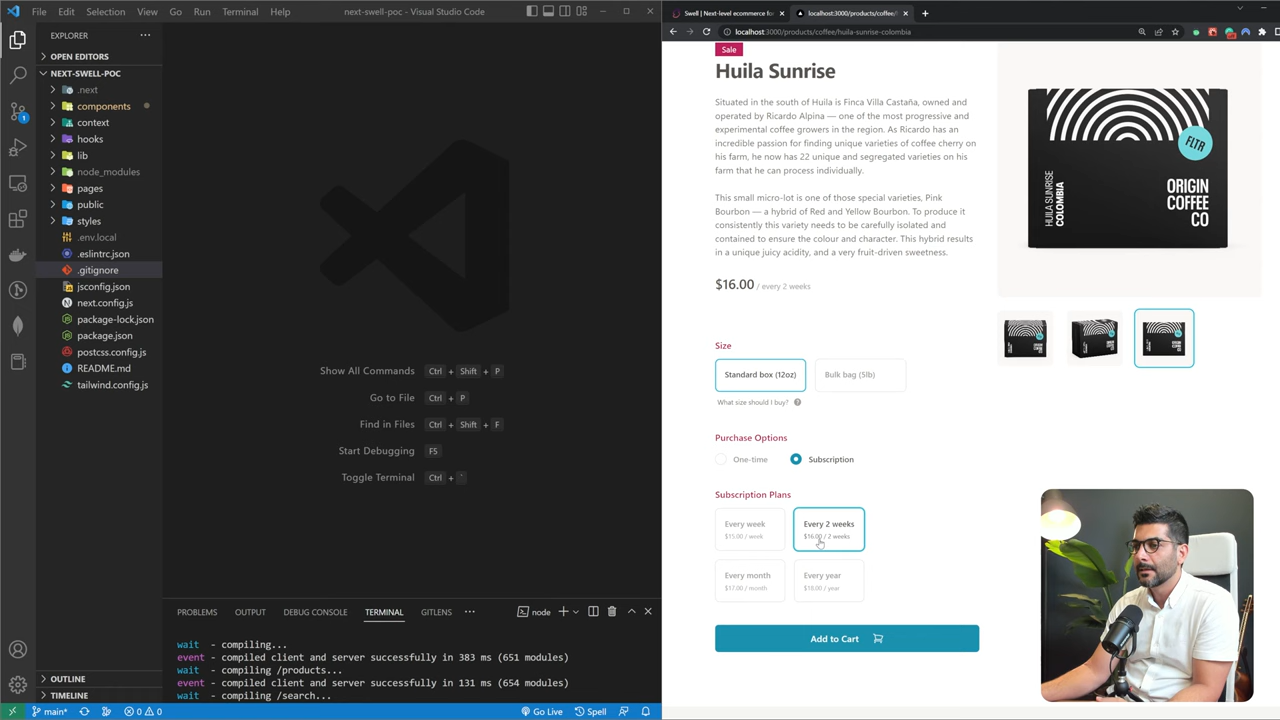 File Edit Selection View Go Run Terminal Help
EXPLORER
OPEN EDITORS
NEXT-SWELL-POC
.next
components
context
css
lib
node_modules
pages
public
styles
.env.local
.eslintrc.json
.gitignore
jsconfig.json
next.config.js
package-lock.json
package.json
postcss.config.js
README.md
tailwind.config.js
OUTLINE
TIMELINE
Show All Commands Ctrl + Shift + P
Go to File Ctrl + P
Find in Files Ctrl + Shift + F
Start Debugging F5
Toggle Terminal Ctrl + `
PROBLEMS OUTPUT DEBUG CONSOLE TERMINAL GITLENS node
wait - compiling...
event - compiled client and server successfully in 383 ms (651 modules)
wait - compiling /products...
event - compiled client and server successfully in 131 ms (654 modules)
wait - compiling /search...
main* 0 0 Go Live Spell
Swell | Next-level ecommerce fo
localhost:3000/products/coffee/h
localhost:3000/products/coffee/huila-sunrise-colombia
Sale
Huila Sunrise
Situated in the south of Huila is Finca Villa Castaña, owned and
operated by Ricardo Alpina — one of the most progressive and
experimental coffee growers in the region. As Ricardo has an
incredible passion for finding unique varieties of coffee cherry on
his farm, he now has 22 unique and segregated varieties on his
farm that he can process individually.
This small micro-lot is one of those special varieties, Pink
Bourbon — a hybrid of Red and Yellow Bourbon. To produce it
consistently this variety needs to be carefully isolated and
contained to ensure the colour and character. This hybrid results
in a unique juicy acidity, and a very fruit-driven sweetness.
$16.00 / every 2 weeks
Size
Standard box (12oz)
Bulk bag (5lb)
What size should I buy?
Purchase Options
One-time
Subscription
Subscription Plans
Every week
$15.00 / week
Every 2 weeks
$16.00 / 2 weeks
Every month
$17.00 / month
Every year
$18.00 / year
Add to Cart
FLTR
HUILA SUNRISE
COLOMBIA
ORIGIN
COFFEE
CO